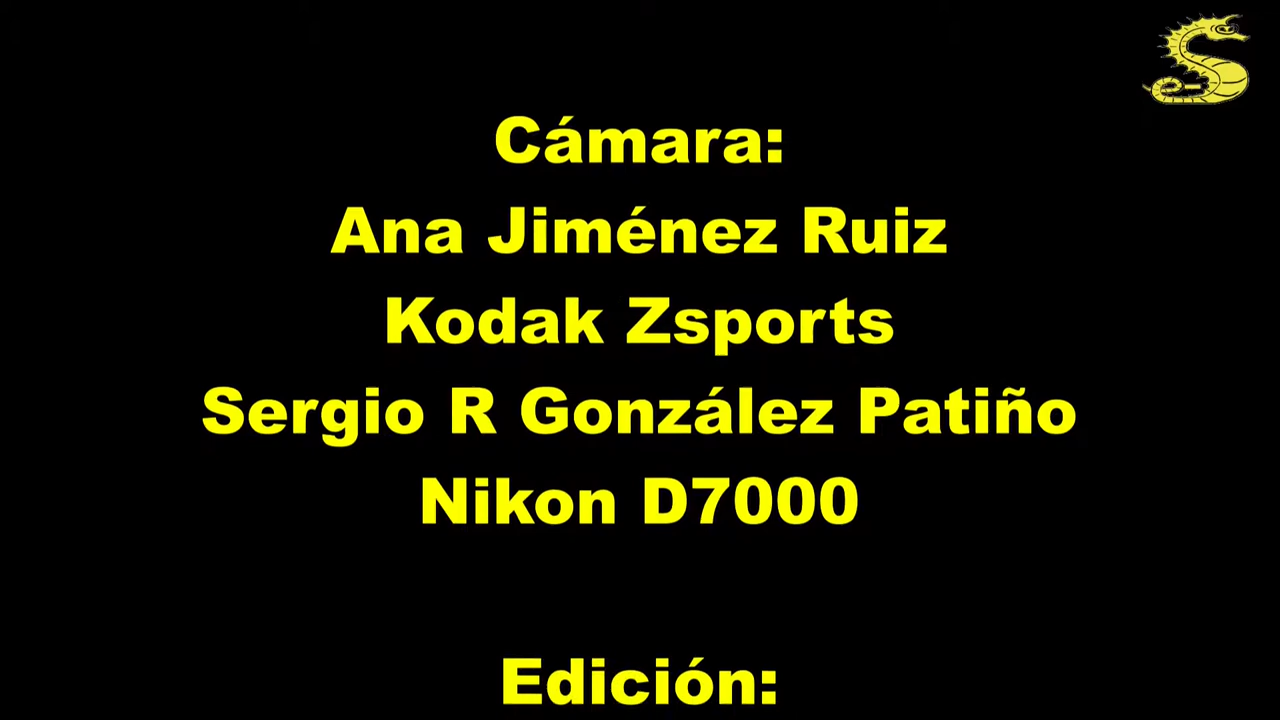 Cámara:
Ana Jiménez Ruiz
Kodak Zsports
Sergio R González Patiño
Nikon D7000
Edición: